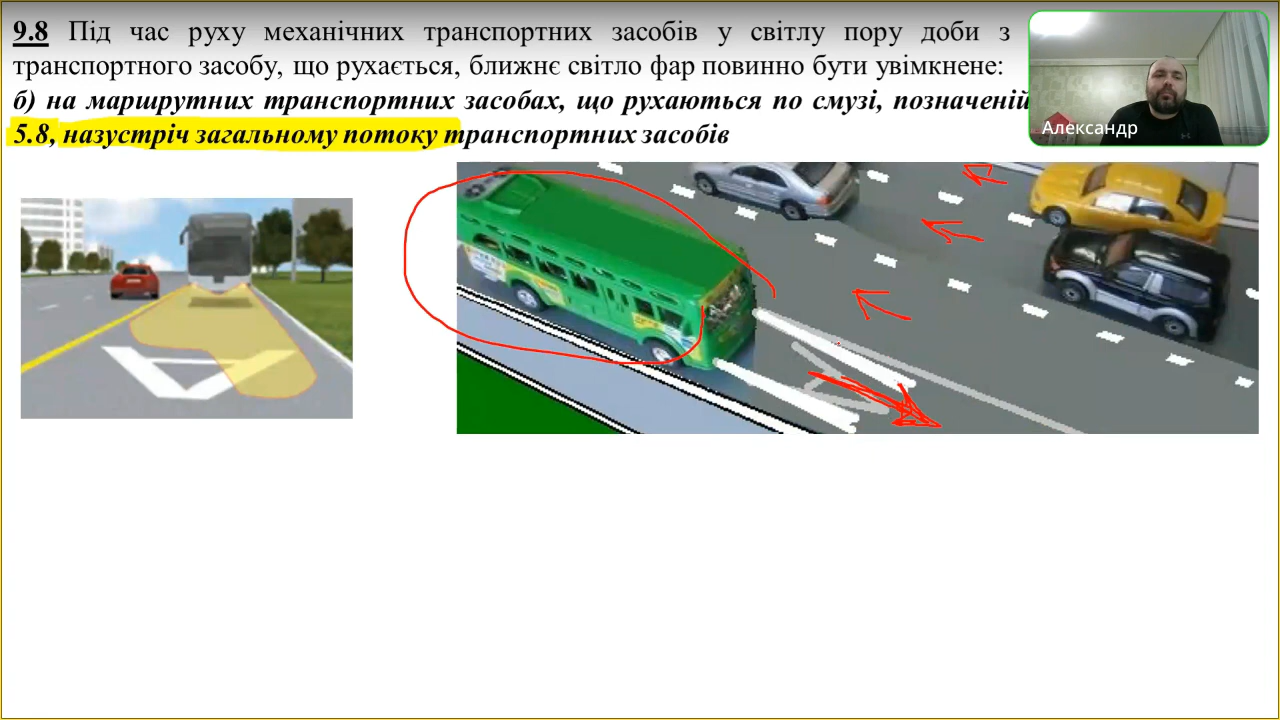 9.8 Під час руху механічних транспортних засобів у світлу пору доби з
транспортного засобу, що рухається, ближнє світло фар повинно бути увімкнене:
б) на маршрутних транспортних засобах, що рухаються по смузі, позначеній
5.8, назустріч загальному потоку транспортних засобів
Александр